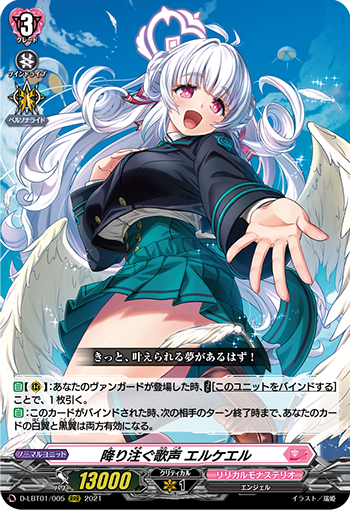 3
グレード
ツインドライブ
ペルソナライド
きっと、叶えられる夢があるはず!
自【 】:あなたのヴァンガードが登場した時、[このユニットをバインドする]
ことで、1枚引く。
自:このカードがバインドされた時、次の相手のターン終了時まで、あなたのカー
ドの白翼と黒翼は両方有効になる。
ノーマルユニット
降り注ぐ歌声 エルケエル
パワー 13000
クリティカル
1
リリカルモナステリオ
エンジェル
D-LBT01/005 RRR 2021
イラスト/瑞姫